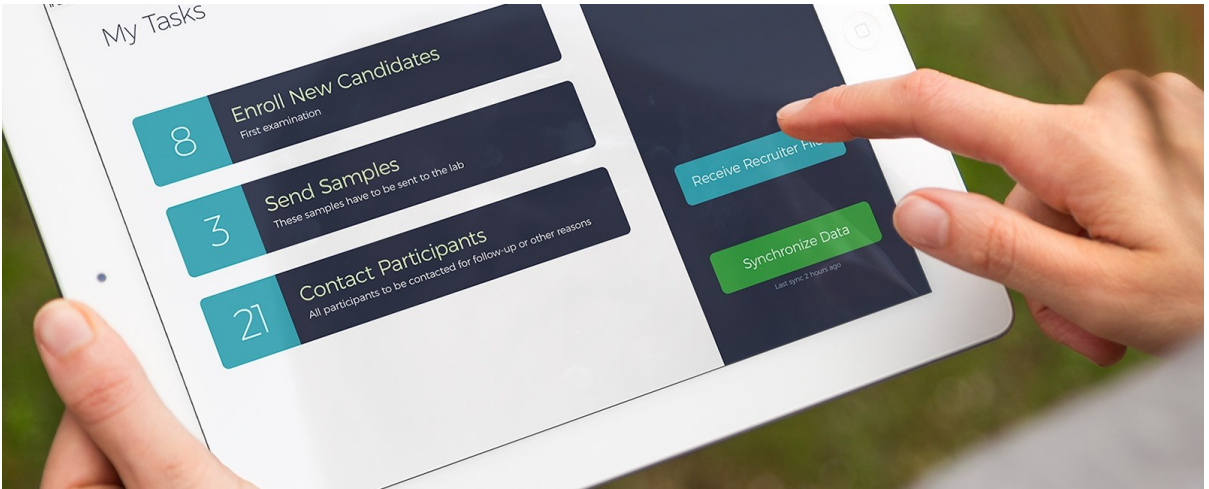 My Tasks
8
Enroll New Candidates
First examination
3
Send Samples
These samples have to be sent to the lab
21
Contact Participants
All participants to be contacted for follow-up or other reasons
Receive Recruiter
Synchronize Data
Last sync 2 hours ago